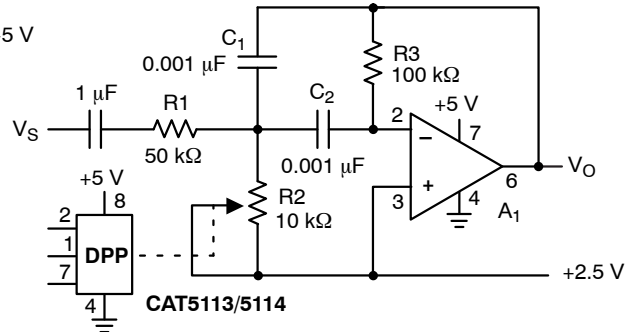 5 V
C1
0.001 μF
R3
100 kΩ
1 μF
R1
C2
+5 V
VS
2
7
50 kΩ
0.001 μF
−
6
VO
+5 V
8
R2
10 kΩ
+
3
4
A1
2
1
DPP
7
+2.5 V
4
CAT5113/5114